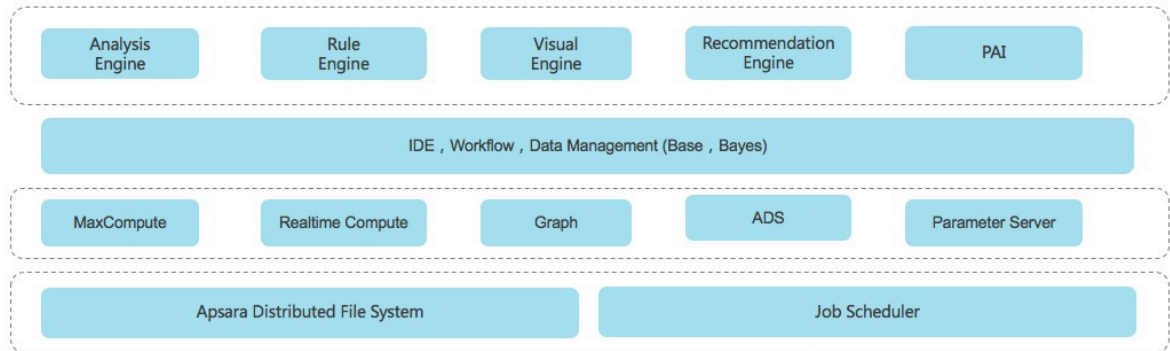 Analysis
Engine
Rule
Engine
Visual
Engine
Recommendation
Engine
PAI
IDE，Workflow，Data Management (Base，Bayes)
MaxCompute
Realtime Compute
Graph
ADS
Parameter Server
Apsara Distributed File System
Job Scheduler